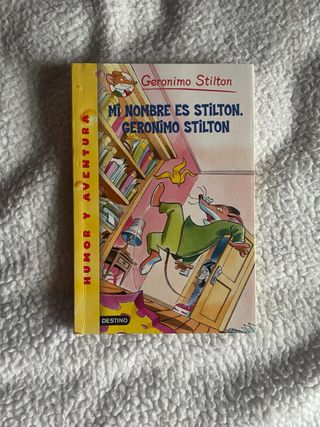 Geronimo Stilton
MI NOMBRE ES STILTON,
GERONIMO STILTON
HUMOR Y AVENTURA
DESTINO